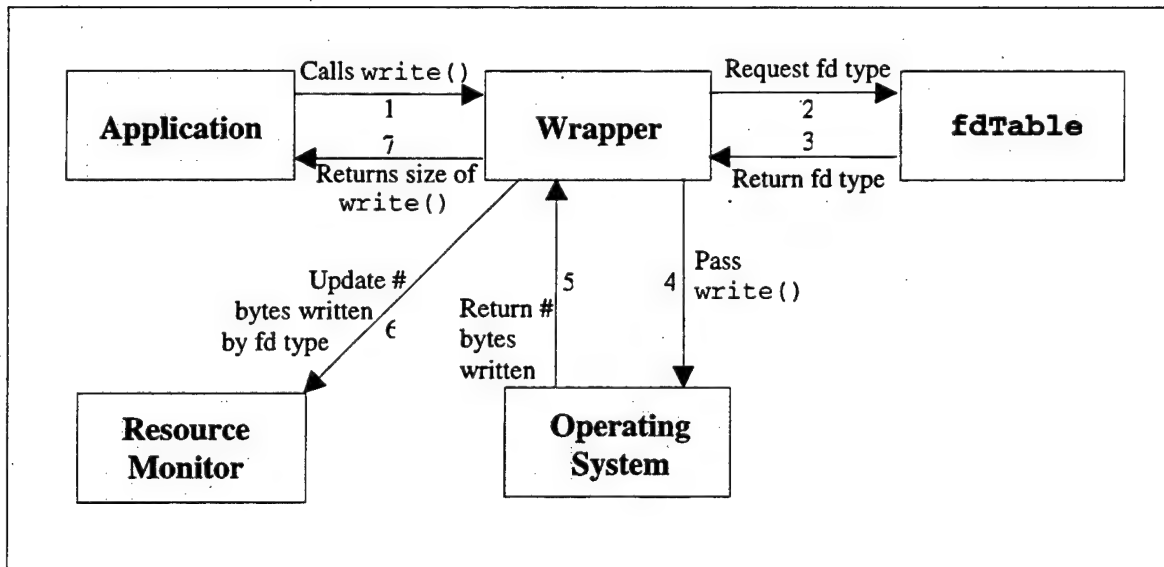 Calls write()
1
7
Returns size of
write()
Application
Wrapper
Request fd type
2
3
Return fd type
fdTable
Update #
bytes written
by fd type
6
5
Return #
bytes
written
4
Pass
write()
Resource
Monitor
Operating
System